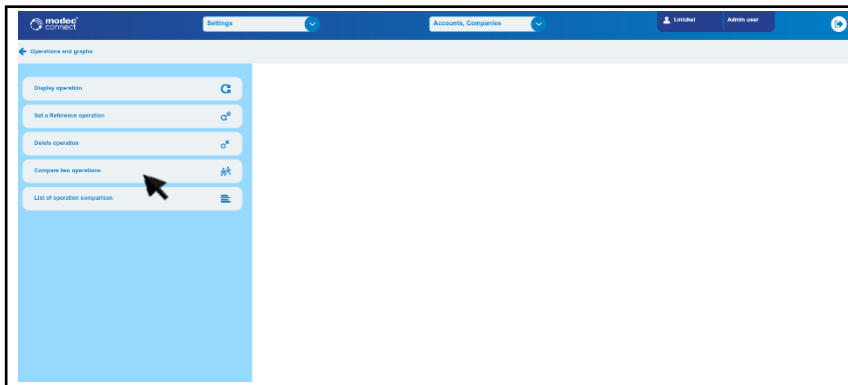 modec
connect
Settings
Accounts, Companies
l.michel
Admin user
Operations and graphs
Display operation
Set a Reference operation
Delete operation
Compare two operations
List of operation comparison